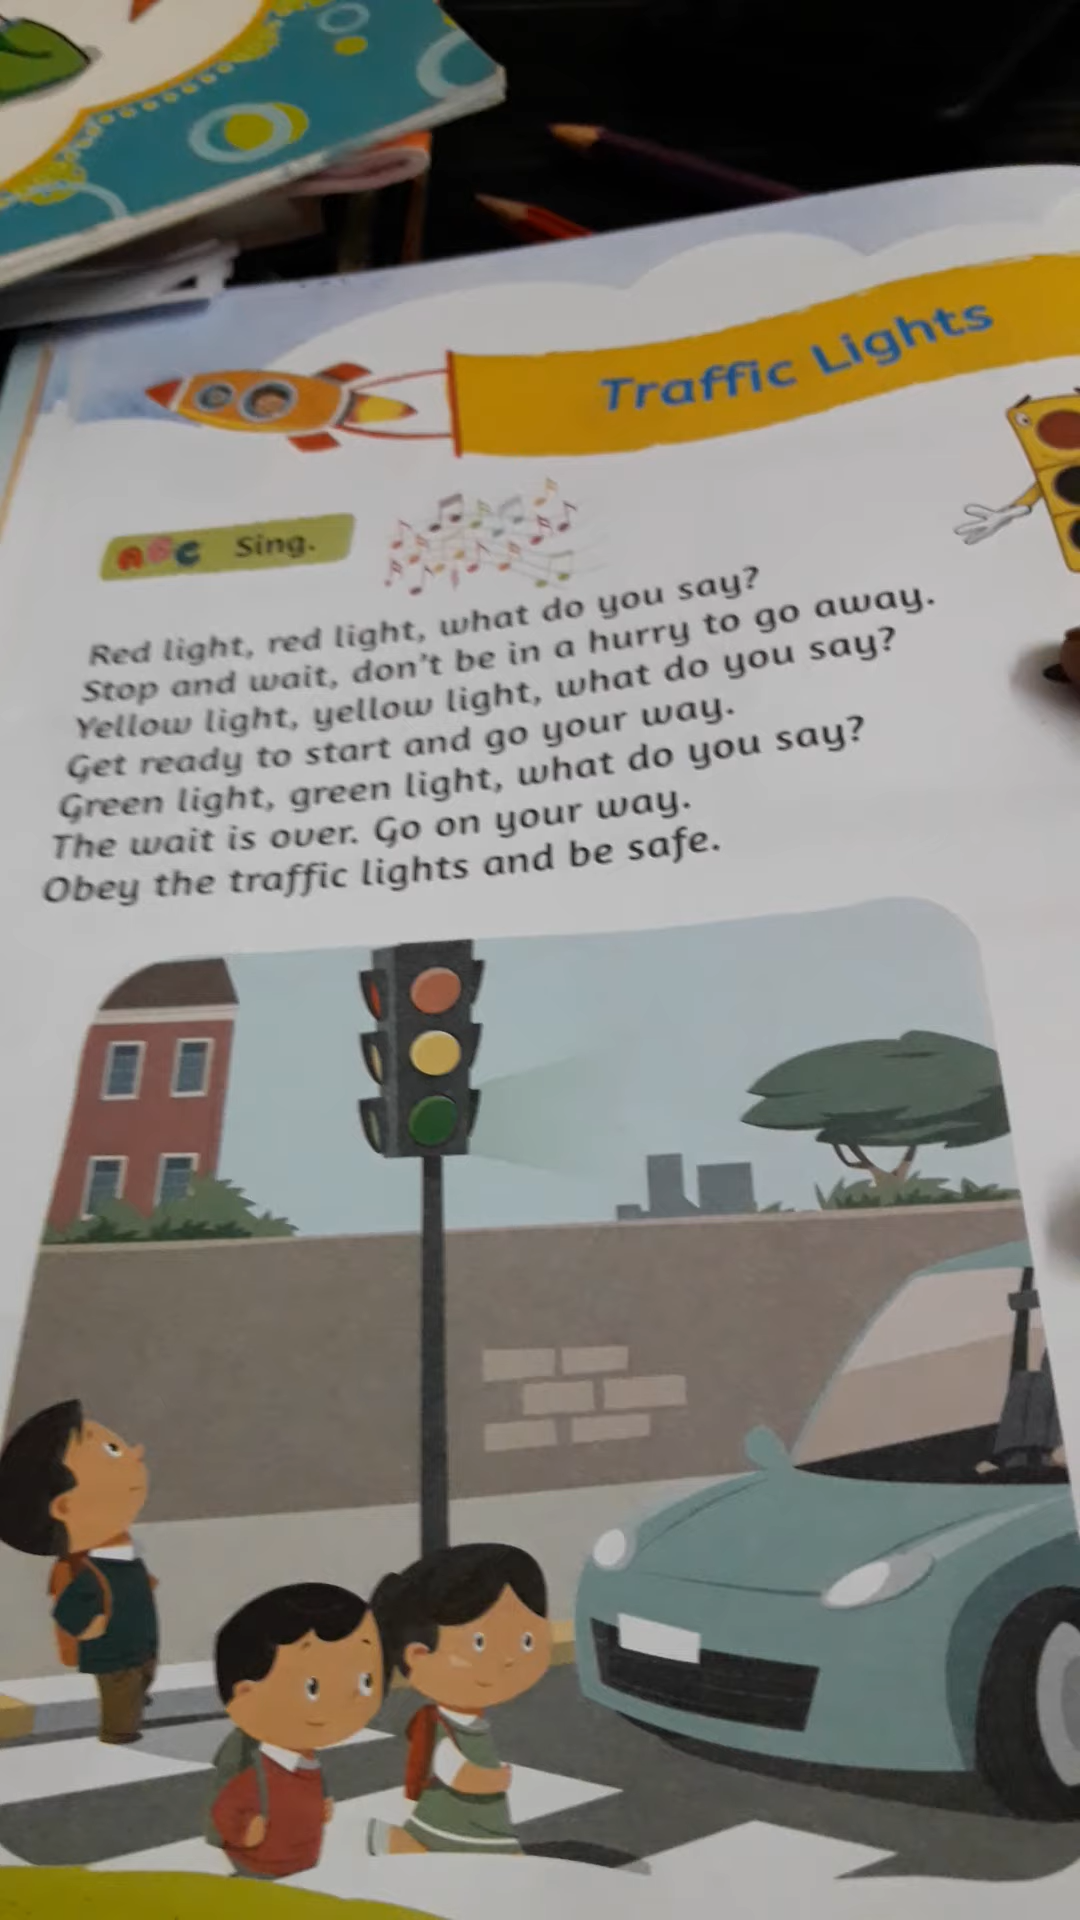 Traffic Lights
ABC Sing.
Red light, red light, what do you say?
Stop and wait, don't be in a hurry to go away.
Yellow light, yellow light, what do you say?
Get ready to start and go your way.
Green light, green light, what do you say?
The wait is over. Go on your way.
Obey the traffic lights and be safe.